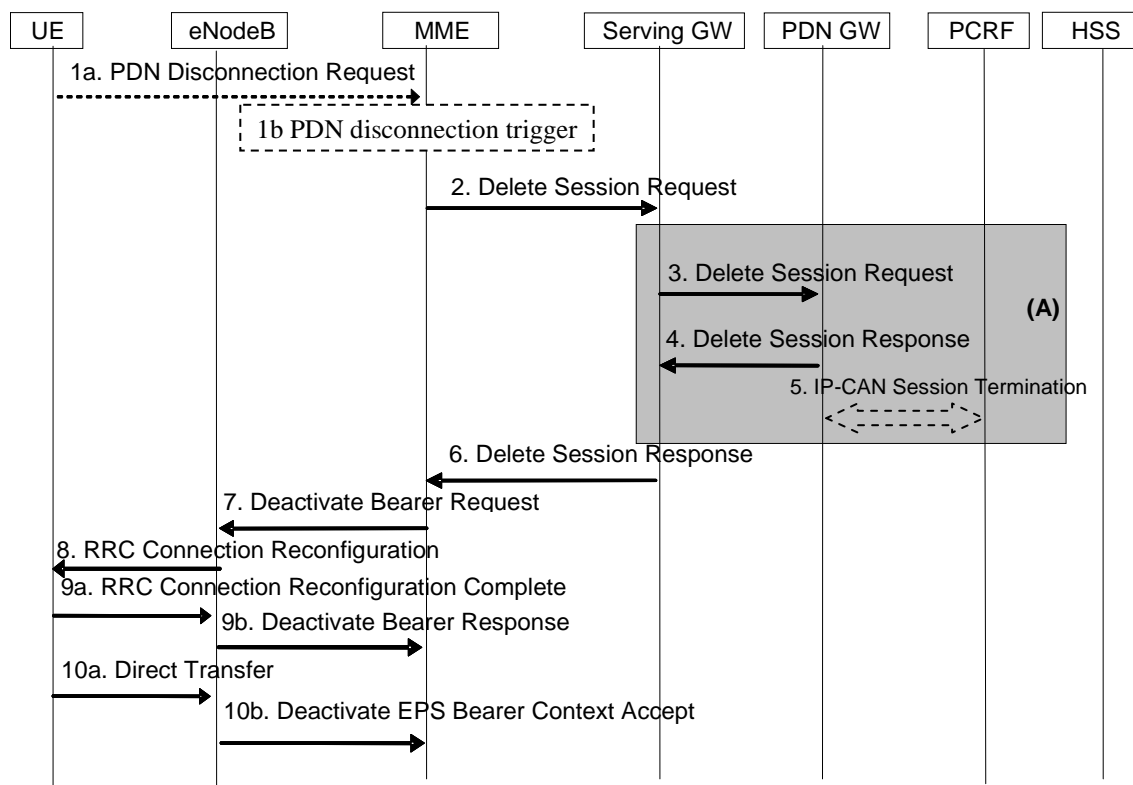 UE
eNodeB
MME
Serving GW
PDN GW
PCRF
HSS
1a. PDN Disconnection Request
1b PDN disconnection trigger
2. Delete Session Request
3. Delete Session Request
(A)
4. Delete Session Response
5. IP-CAN Session Termination
6. Delete Session Response
7. Deactivate Bearer Request
8. RRC Connection Reconfiguration
9a. RRC Connection Reconfiguration Complete
9b. Deactivate Bearer Response
10a. Direct Transfer
10b. Deactivate EPS Bearer Context Accept